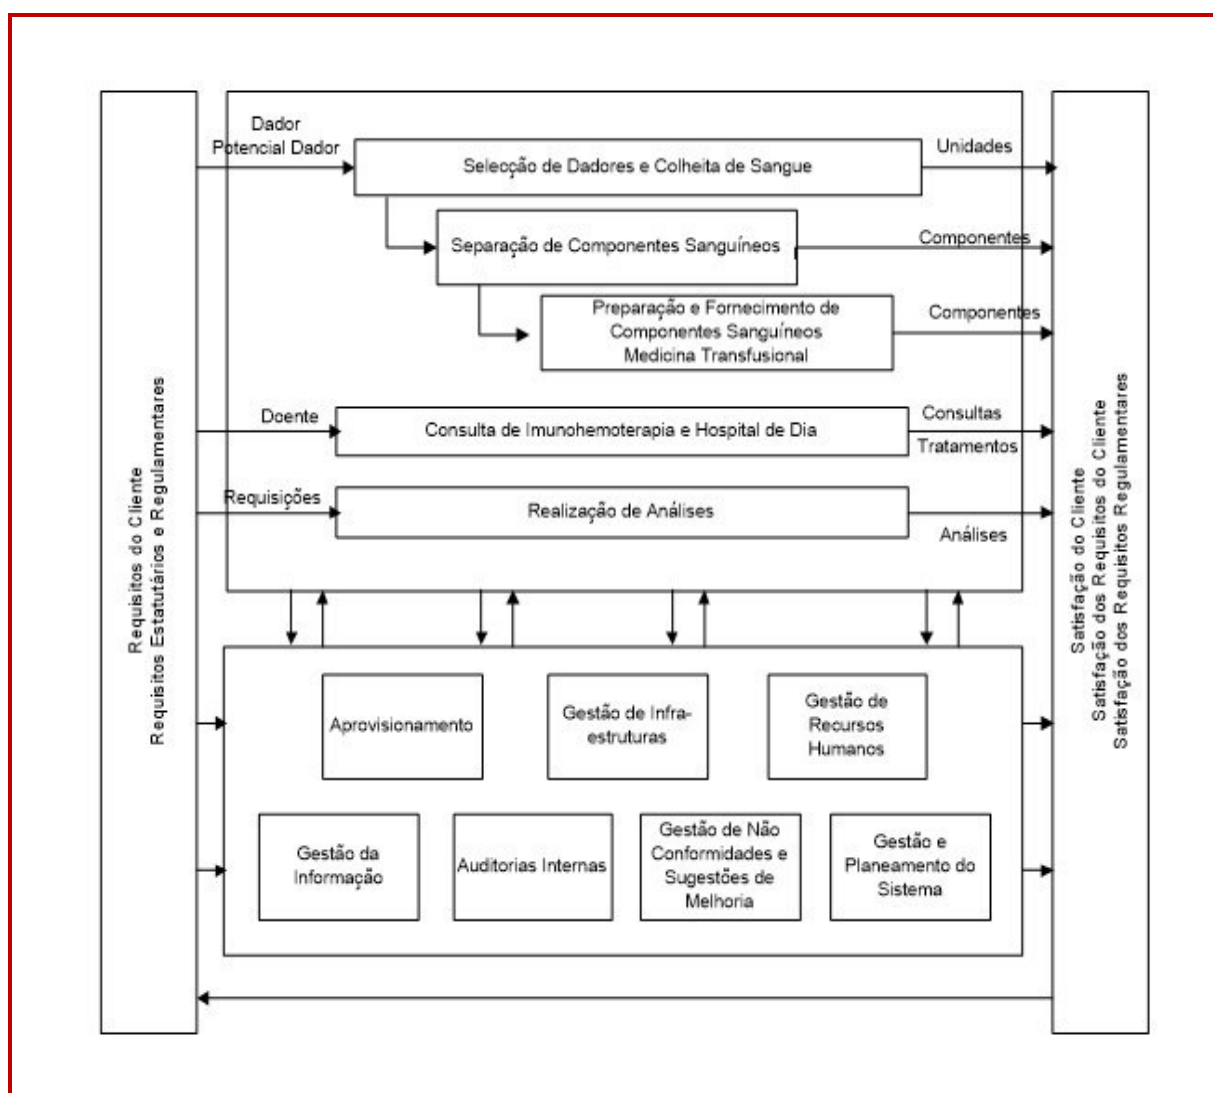 Requisitos do Cliente
Requisitos Estatutários e Regulamentares
Dador
Potencial Dador
Selecção de Dadores e Colheita de Sangue
Unidades
Separação de Componentes Sanguíneos
Componentes
Preparação e Fornecimento de
Componentes Sanguíneos
Medicina Transfusional
Componentes
Doente
Consulta de Imunohemoterapia e Hospital de Dia
Consultas
Tratamentos
Requisições
Realização de Análises
Análises
Aprovisionamento
Gestão de Infra-
estruturas
Gestão de
Recursos
Humanos
Gestão da
Informação
Auditorias Internas
Gestão de Não
Conformidades e
Sugestões de
Melhoria
Gestão e
Planeamento do
Sistema
Satisfação do Cliente
Satisfação dos Requisitos do Cliente
Satisfação dos Requisitos Regulamentares